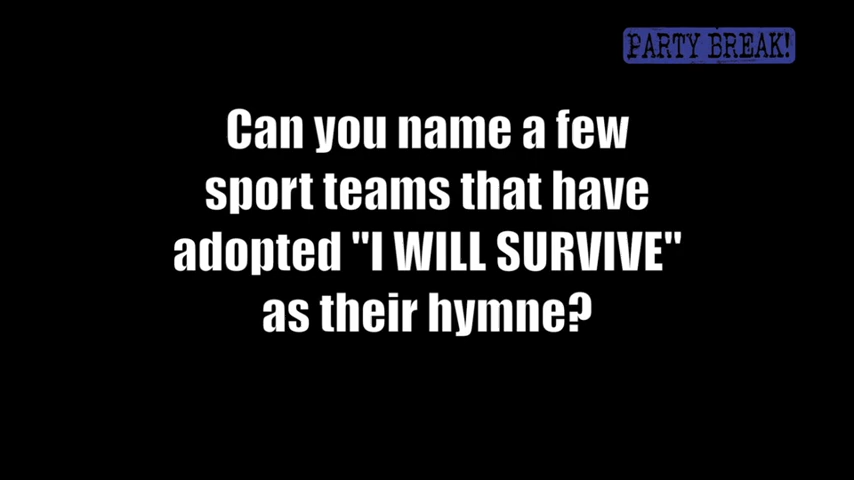 PARTY BREAK!
Can you name a few
sport teams that have
adopted "I WILL SURVIVE"
as their hymne?